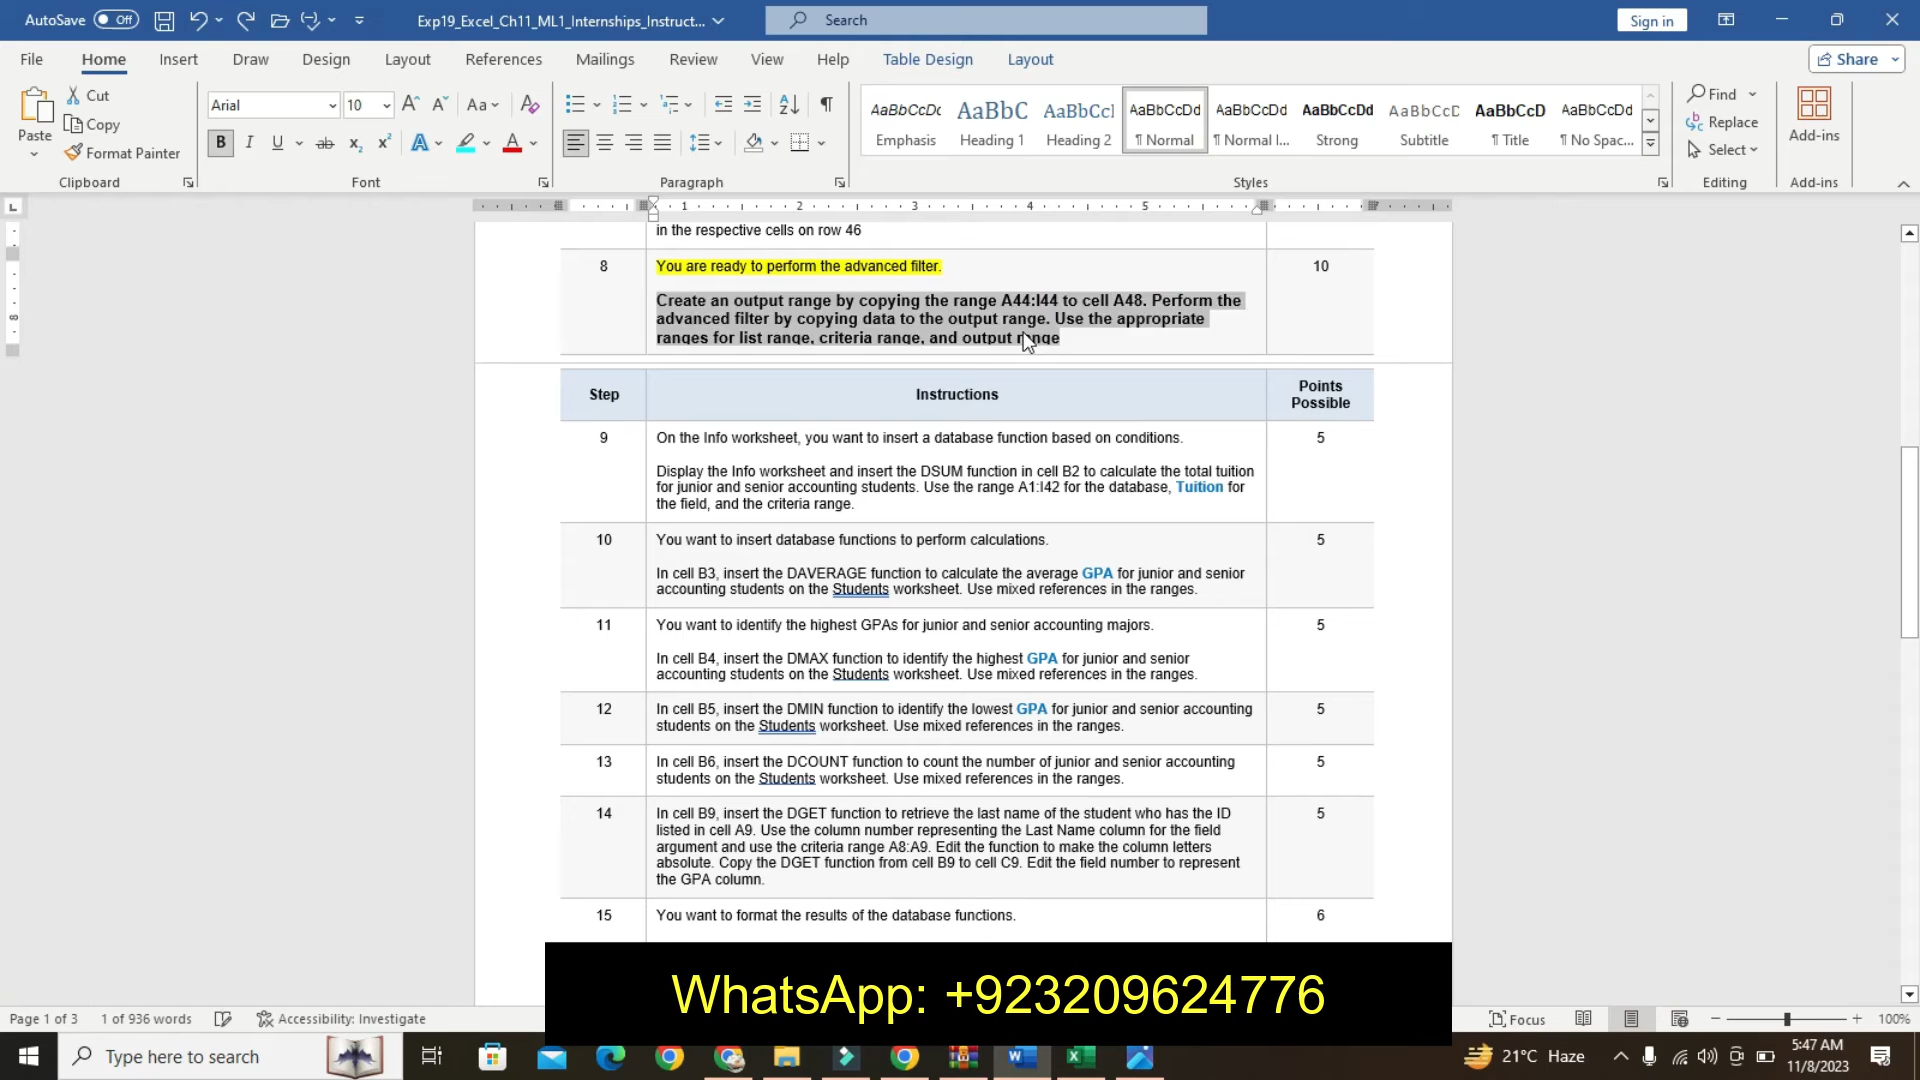 AutoSave Off Exp19_Excel_Ch11_ML1_Internships_Instruct... Search Sign in
File Home Insert Draw Design Layout References Mailings Review View Help Table Design Layout Share
Paste Cut Copy Format Painter Clipboard
Arial 10 Font
Paragraph
AaBbCcDc Emphasis
AaBbC Heading 1
AaBbCcI Heading 2
AaBbCcDd ¶ Normal
AaBbCcDd ¶ Normal I...
AaBbCcDd Strong
AaBbCcD Subtitle
AaBbCcD ¶ Title
AaBbCcDd ¶ No Spac...
Styles
Find Replace Select Editing
Add-ins Add-ins
1 2 3 4 5
in the respective cells on row 46
8 You are ready to perform the advanced filter. 10
Create an output range by copying the range A44:I44 to cell A48. Perform the
advanced filter by copying data to the output range. Use the appropriate
ranges for list range, criteria range, and output range
Step Instructions Points Possible
9 On the Info worksheet, you want to insert a database function based on conditions. 5
Display the Info worksheet and insert the DSUM function in cell B2 to calculate the total tuition
for junior and senior accounting students. Use the range A1:I42 for the database, Tuition for
the field, and the criteria range.
10 You want to insert database functions to perform calculations. 5
In cell B3, insert the DAVERAGE function to calculate the average GPA for junior and senior
accounting students on the Students worksheet. Use mixed references in the ranges.
11 You want to identify the highest GPAs for junior and senior accounting majors. 5
In cell B4, insert the DMAX function to identify the highest GPA for junior and senior
accounting students on the Students worksheet. Use mixed references in the ranges.
12 In cell B5, insert the DMIN function to identify the lowest GPA for junior and senior accounting 5
students on the Students worksheet. Use mixed references in the ranges.
13 In cell B6, insert the DCOUNT function to count the number of junior and senior accounting 5
students on the Students worksheet. Use mixed references in the ranges.
14 In cell B9, insert the DGET function to retrieve the last name of the student who has the ID 5
listed in cell A9. Use the column number representing the Last Name column for the field
argument and use the criteria range A8:A9. Edit the function to make the column letters
absolute. Copy the DGET function from cell B9 to cell C9. Edit the field number to represent
the GPA column.
15 You want to format the results of the database functions. 6
WhatsApp: +923209624776
Page 1 of 3 1 of 936 words Accessibility: Investigate Focus 100%
Type here to search 21°C Haze 5:47 AM
11/8/2023